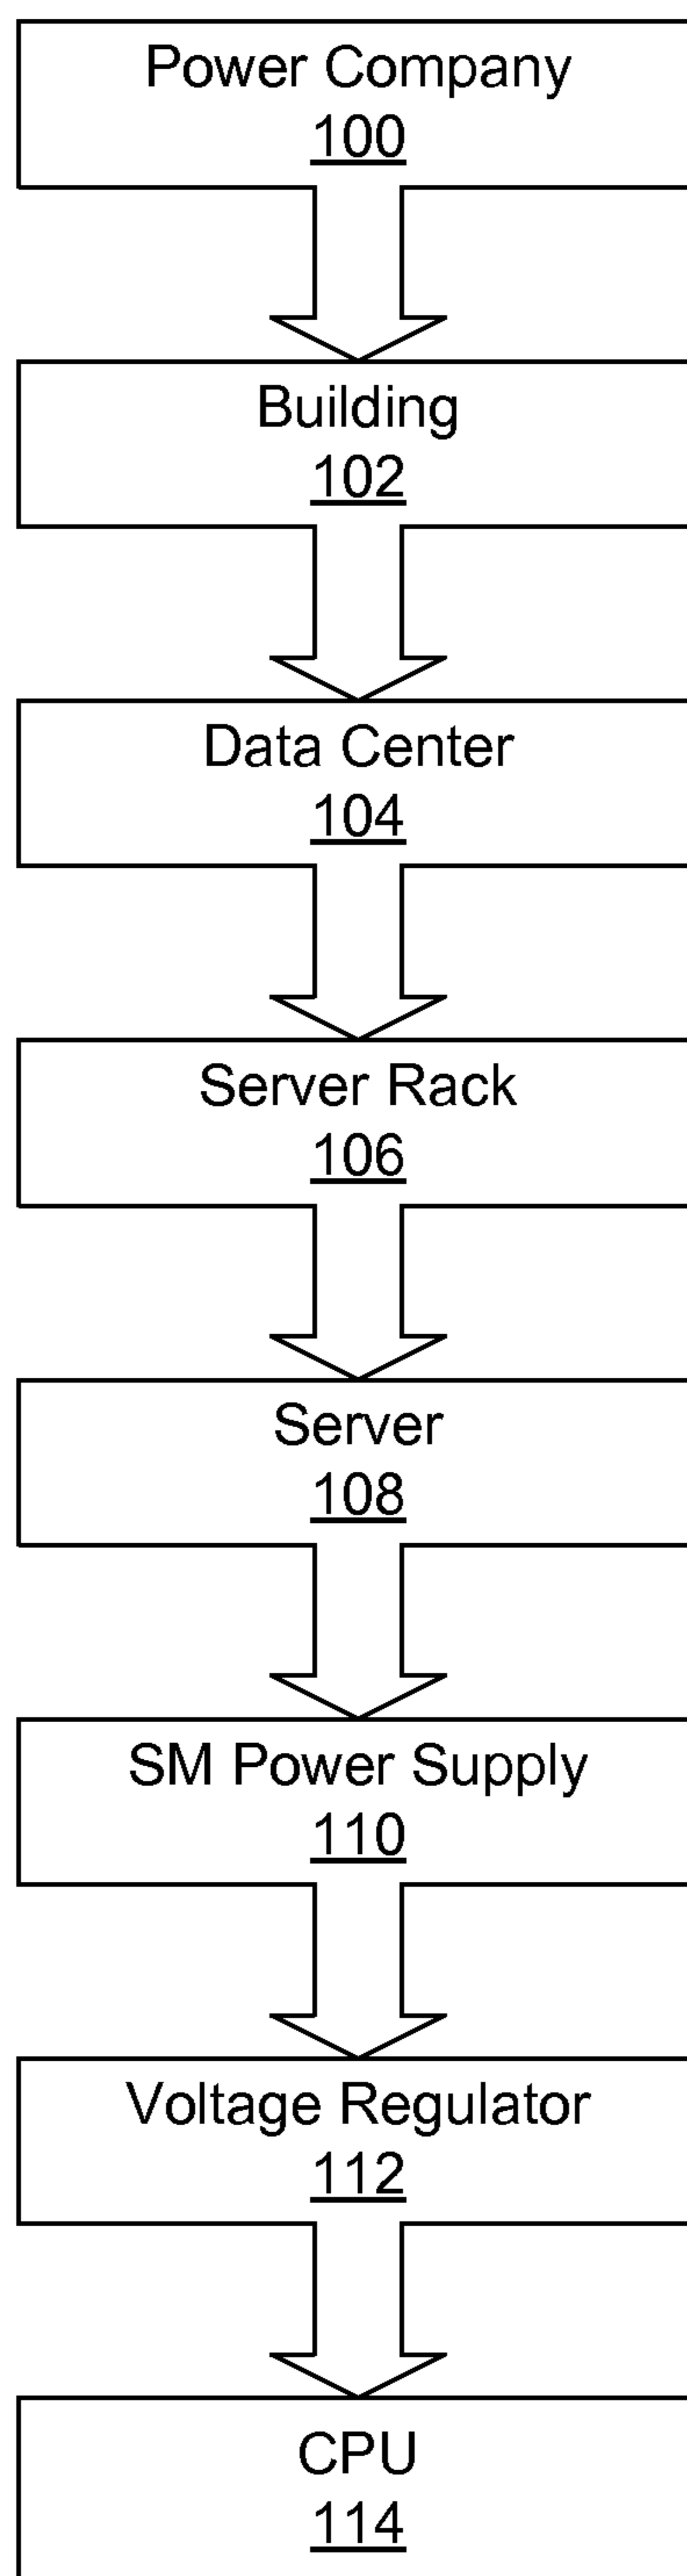 Power Company
100
Building
102
Data Center
104
Server Rack
106
Server
108
SM Power Supply
110
Voltage Regulator
112
CPU
114